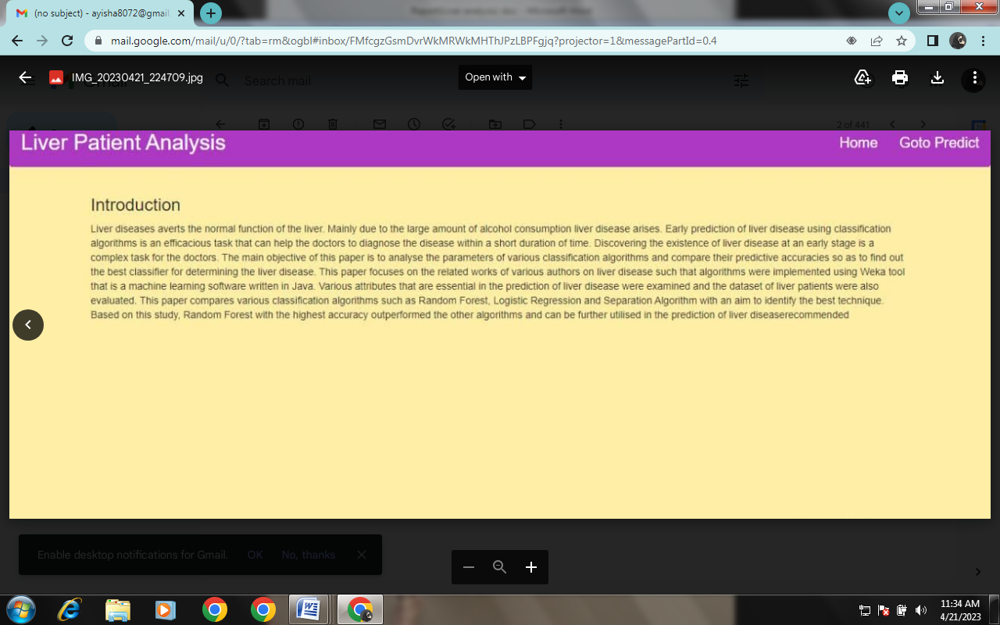 (no subject) - ayisha8072@gmail
mail.google.com/mail/u/0/?tab=rm&ogbl#inbox/FMfcgzGsmDvrWkMRWkMHThJPzLBPFgjq?projector=1&messagePartId=0.4
IMG_20230421_224709.jpg
Search mail
Open with
2 of 441
Liver Patient Analysis
Home
Goto Predict
Introduction
Liver diseases averts the normal function of the liver. Mainly due to the large amount of alcohol consumption liver disease arises. Early prediction of liver disease using classification
algorithms is an efficacious task that can help the doctors to diagnose the disease within a short duration of time. Discovering the existence of liver disease at an early stage is a
complex task for the doctors. The main objective of this paper is to analyse the parameters of various classification algorithms and compare their predictive accuracies so as to find out
the best classifier for determining the liver disease. This paper focuses on the related works of various authors on liver disease such that algorithms were implemented using Weka tool
that is a machine learning software written in Java. Various attributes that are essential in the prediction of liver disease were examined and the dataset of liver patients were also
evaluated. This paper compares various classification algorithms such as Random Forest, Logistic Regression and Separation Algorithm with an aim to identify the best technique.
Based on this study, Random Forest with the highest accuracy outperformed the other algorithms and can be further utilised in the prediction of liver diseaserecommended
Enable desktop notifications for Gmail.
OK
No, thanks
11:34 AM
4/21/2023